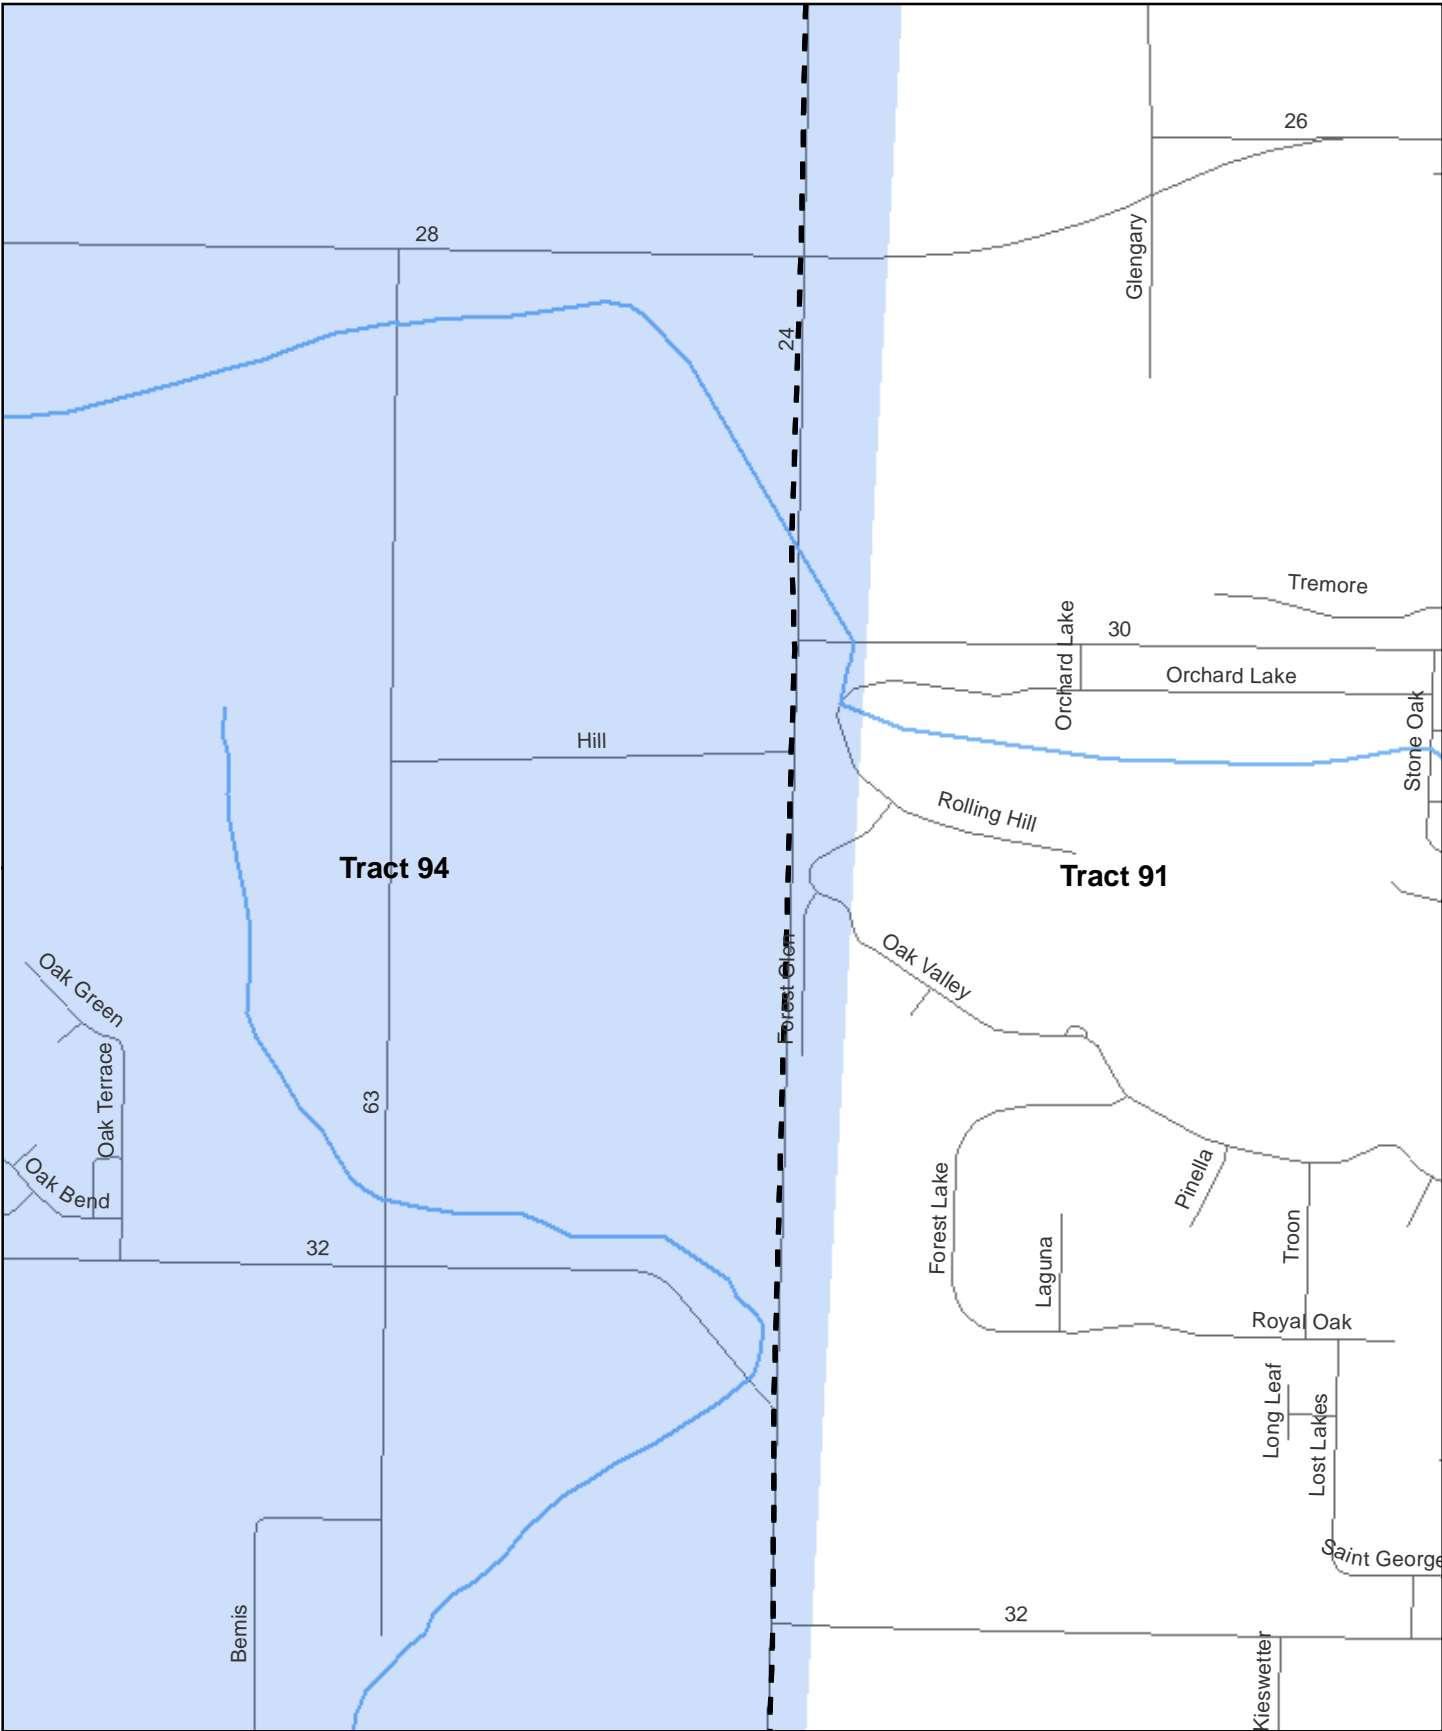 26
28
Glengary
24
Tremore
Orchard Lake
30
Orchard Lake
Stone Oak
Hill
Rolling Hill
Tract 94
Tract 91
Forest Glen
Oak Valley
Oak Green
Oak Terrace
63
Oak Bend
Forest Lake
Pinella
Troon
Laguna
32
Royal Oak
Long Leaf
Lost Lakes
Saint George
Bemis
32
Kieswetter